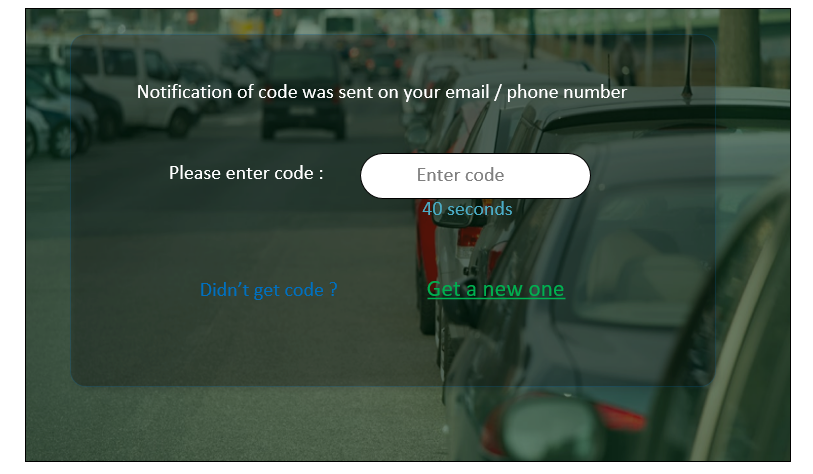 Notification of code was sent on your email / phone number
Please enter code :
Enter code
40 seconds
Didn’t get code ?
Get a new one